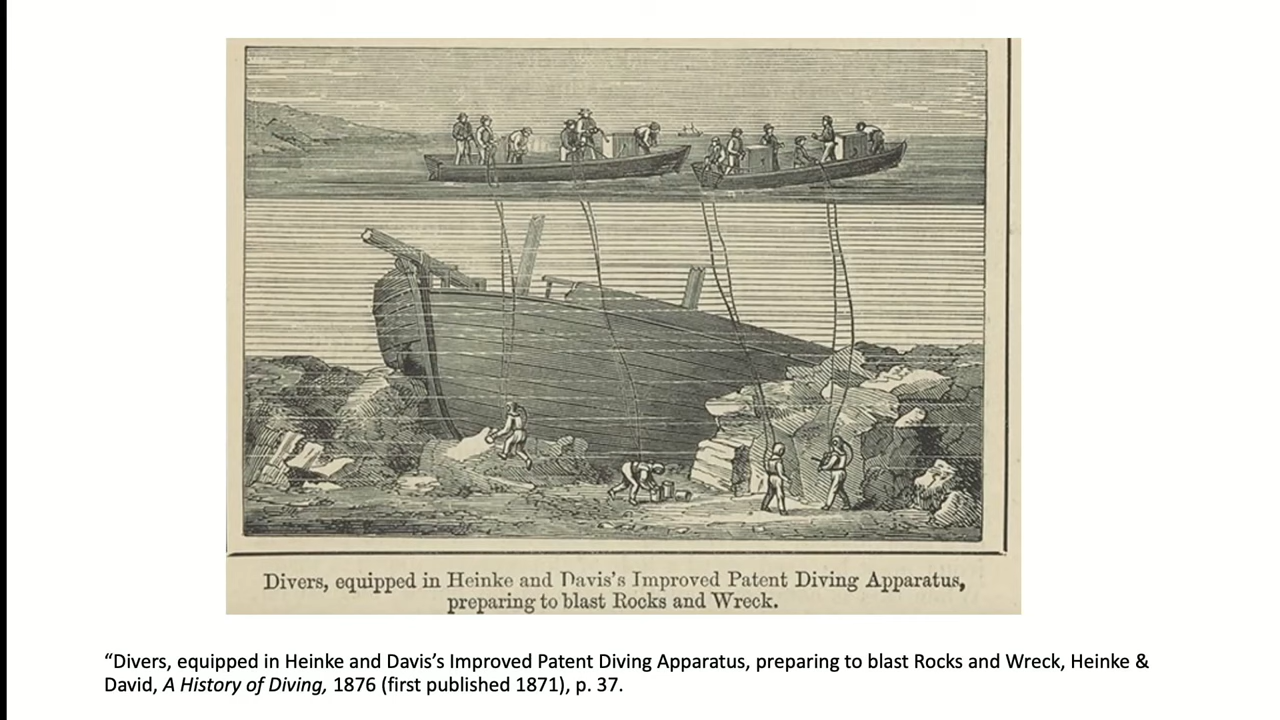 Divers, equipped in Heinke and Davis's Improved Patent Diving Apparatus,
preparing to blast Rocks and Wreck.
“Divers, equipped in Heinke and Davis’s Improved Patent Diving Apparatus, preparing to blast Rocks and Wreck, Heinke &
David, A History of Diving, 1876 (first published 1871), p. 37.